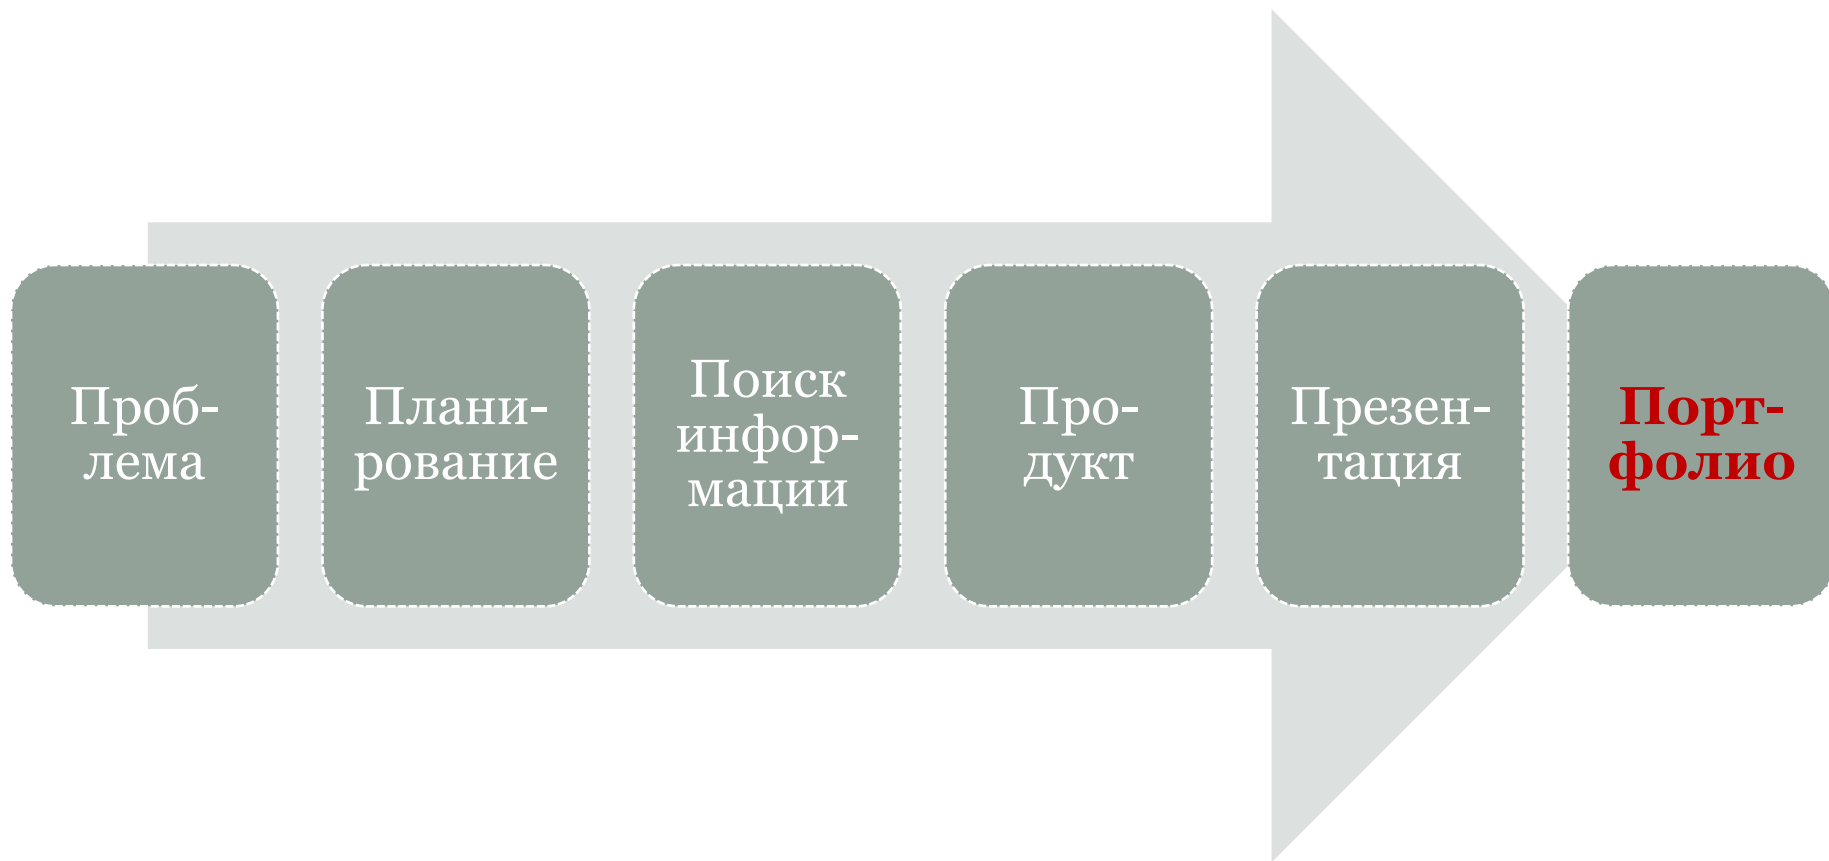 Проб-
лема
Плани-
рование
Поиск
инфор-
мации
Про-
дукт
Презен-
тация
Порт-
фолио